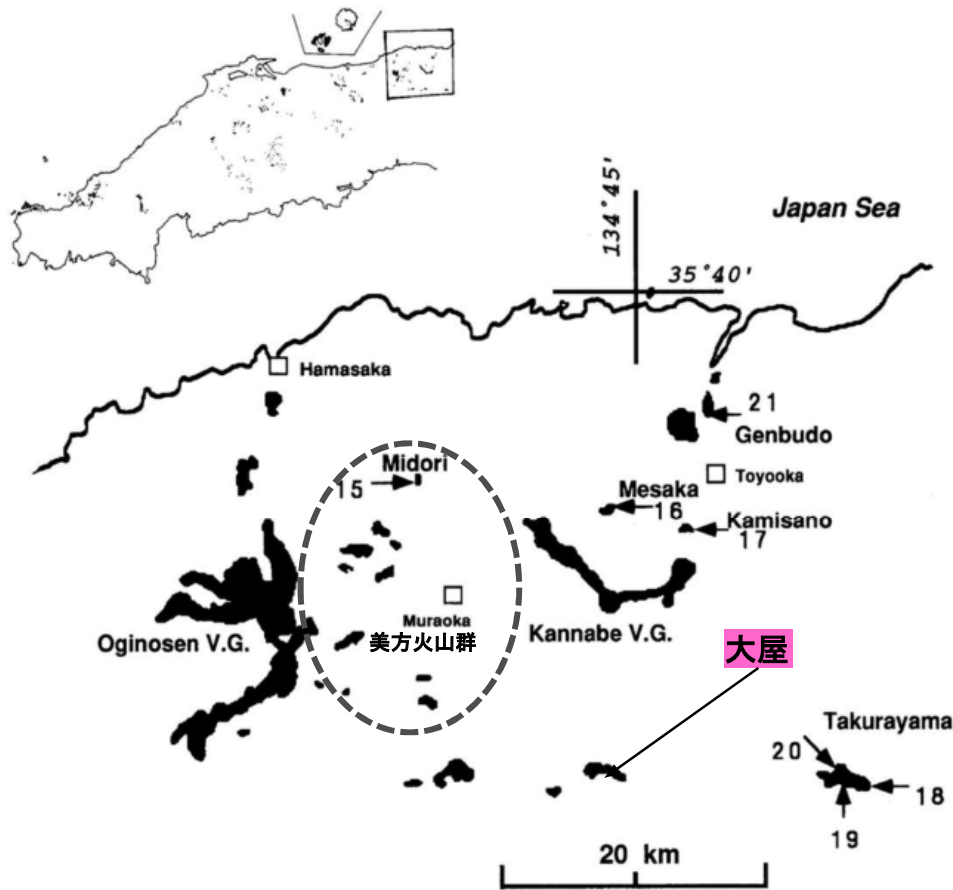 134°45'
Japan Sea
35°40'
Hamasaka
21
Genbudo
Midori
15
Toyooka
Mesaka
16
Kamisano
17
Muraoka
美方火山群
Oginosen V.G.
Kannabe V.G.
大屋
Takurayama
20
18
19
20 km